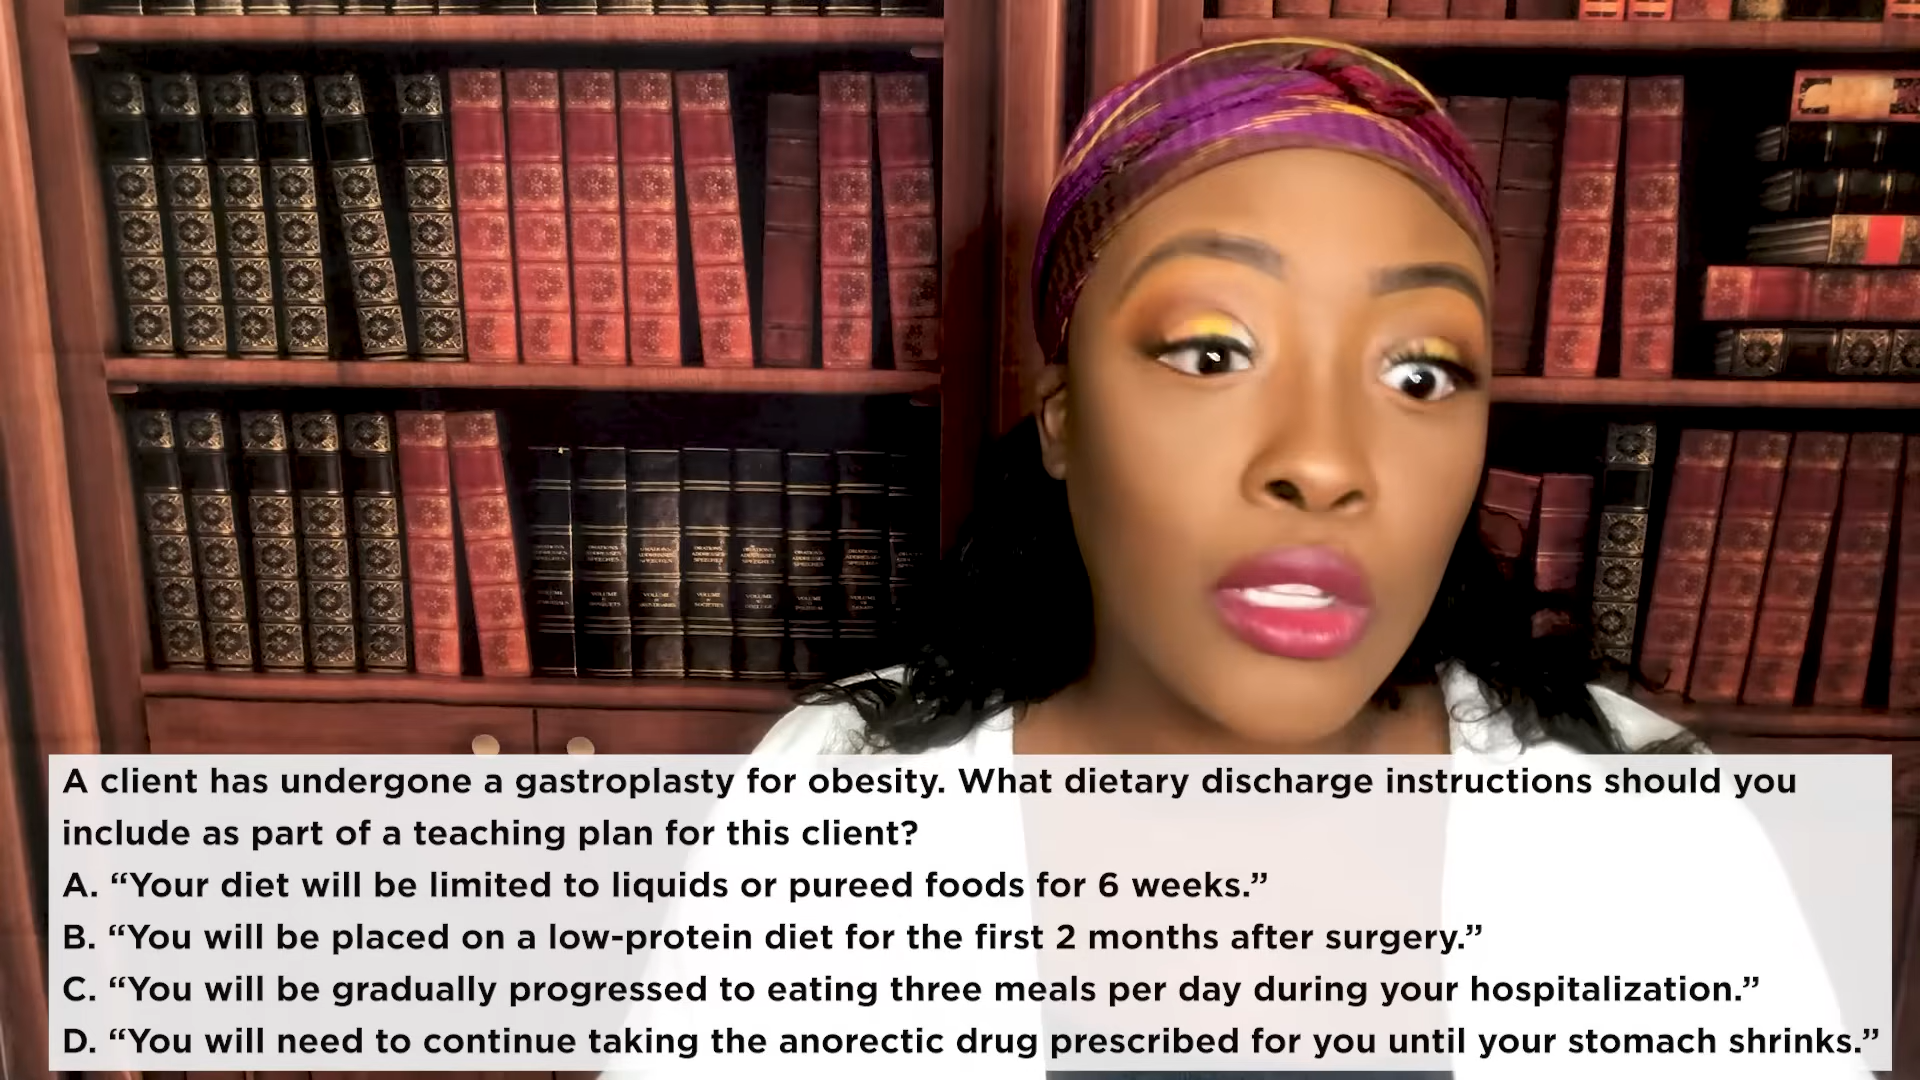 ORATIONS ADDRESSES SPEECHES
VOLUME
A client has undergone a gastroplasty for obesity. What dietary discharge instructions should you
include as part of a teaching plan for this client?
A. “Your diet will be limited to liquids or pureed foods for 6 weeks.”
B. “You will be placed on a low-protein diet for the first 2 months after surgery.”
C. “You will be gradually progressed to eating three meals per day during your hospitalization.”
D. “You will need to continue taking the anorectic drug prescribed for you until your stomach shrinks.”